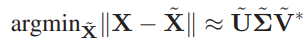 argmin_X̃ ‖X − X̃‖ ≈ ŨΣ̃Ṽ*